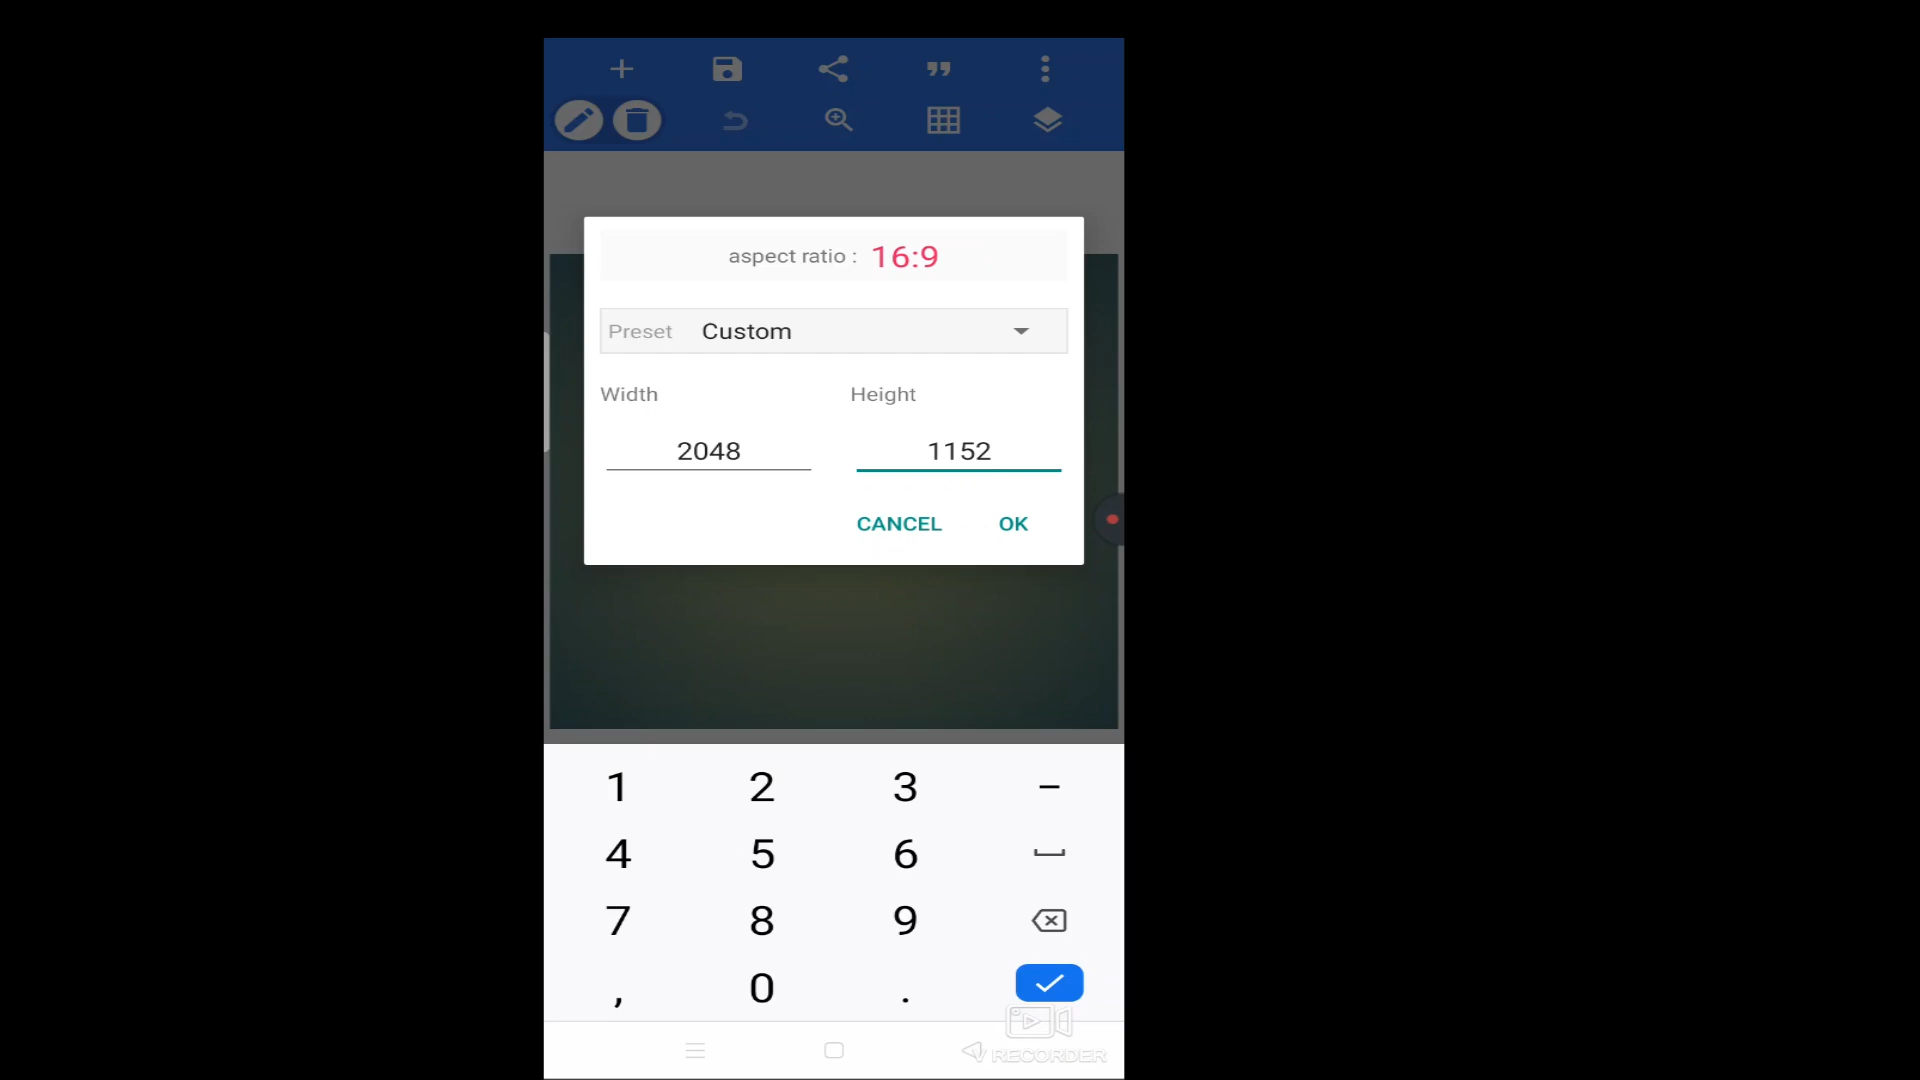 aspect ratio : 16:9
Preset Custom
Width Height
2048 1152
CANCEL OK
1 2 3 –
4 5 6
7 8 9
, 0 .
V RECORDER